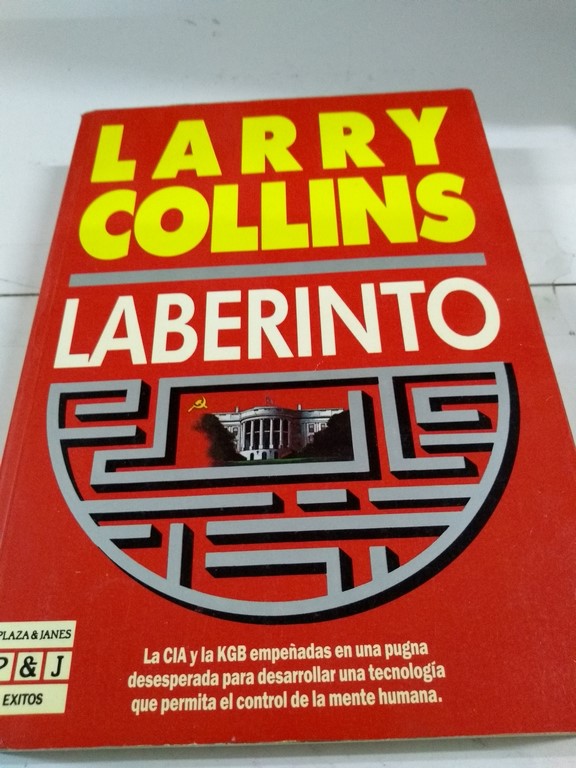 LARRY
COLLINS
LABERINTO
La CIA y la KGB empeñadas en una pugna
desesperada para desarrollar una tecnología
que permita el control de la mente humana.
PLAZA & JANES
P & J
EXITOS